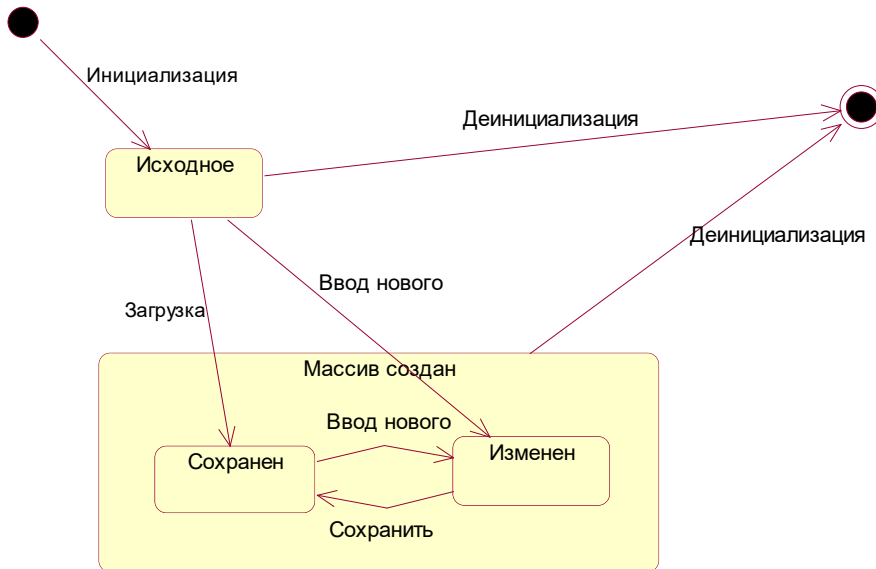 Инициализация
Деинициализация
Исходное
Деинициализация
Ввод нового
Загрузка
Массив создан
Ввод нового
Сохранен
Изменен
Сохранить